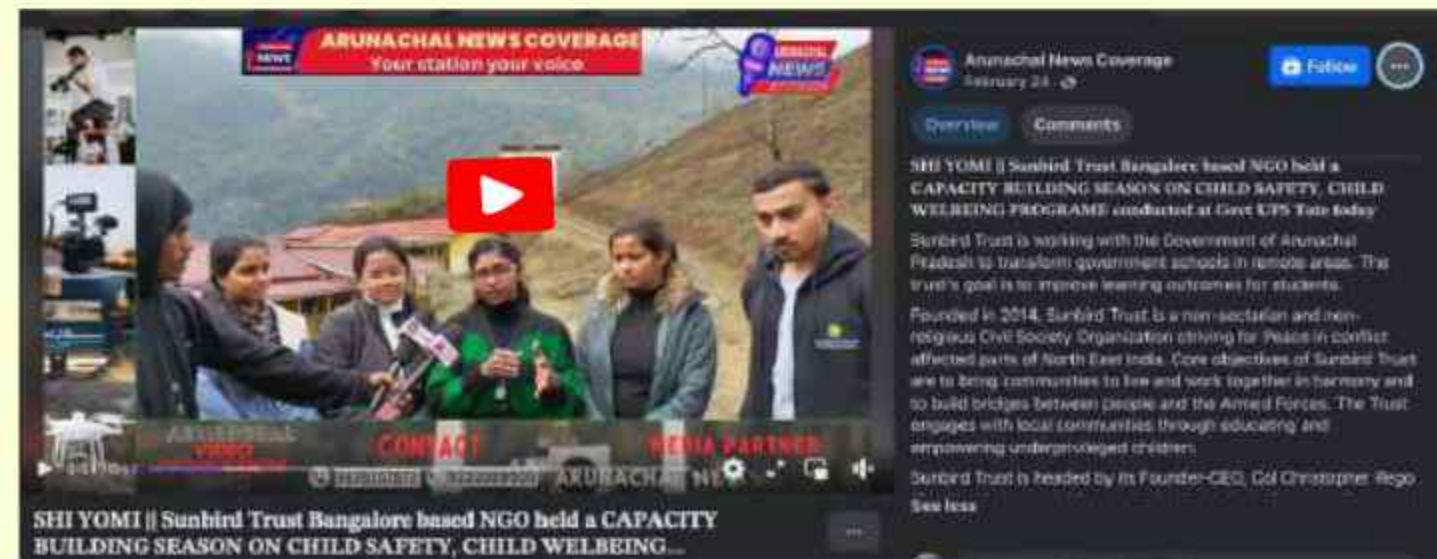 ARUNACHAL NEWS COVERAGE
Your station your voice
NEWS
NEWS
VIDEO
CONTACT
MEDIA PARTNER
ARUNACHAL
SHI YOMI || Sunbird Trust Bangalore based NGO held a CAPACITY
BUILDING SEASON ON CHILD SAFETY, CHILD WELBEING...
Arunachal News Coverage
February 24
Follow
Overview
Comments
SHI YOMI || Sunbird Trust Bangalore based NGO held a
CAPACITY BUILDING SEASON ON CHILD SAFETY, CHILD
WELBEING PROGRAME conducted at Govt UPS Tato today
Sunbird Trust is working with the Government of Arunachal
Pradesh to transform government schools in remote areas. The
trust's goal is to improve learning outcomes for students.
Founded in 2014, Sunbird Trust is a non-sectarian and non-
religious Civil Society Organization striving for Peace in conflict
affected parts of North East India. Core objectives of Sunbird Trust
are to bring communities to live and work together in harmony and
to build bridges between people and the Armed Forces. The Trust
engages with local communities through educating and
empowering underprivileged children.
Sunbird Trust is headed by its Founder-CEO, Col Christopher Rego
See less